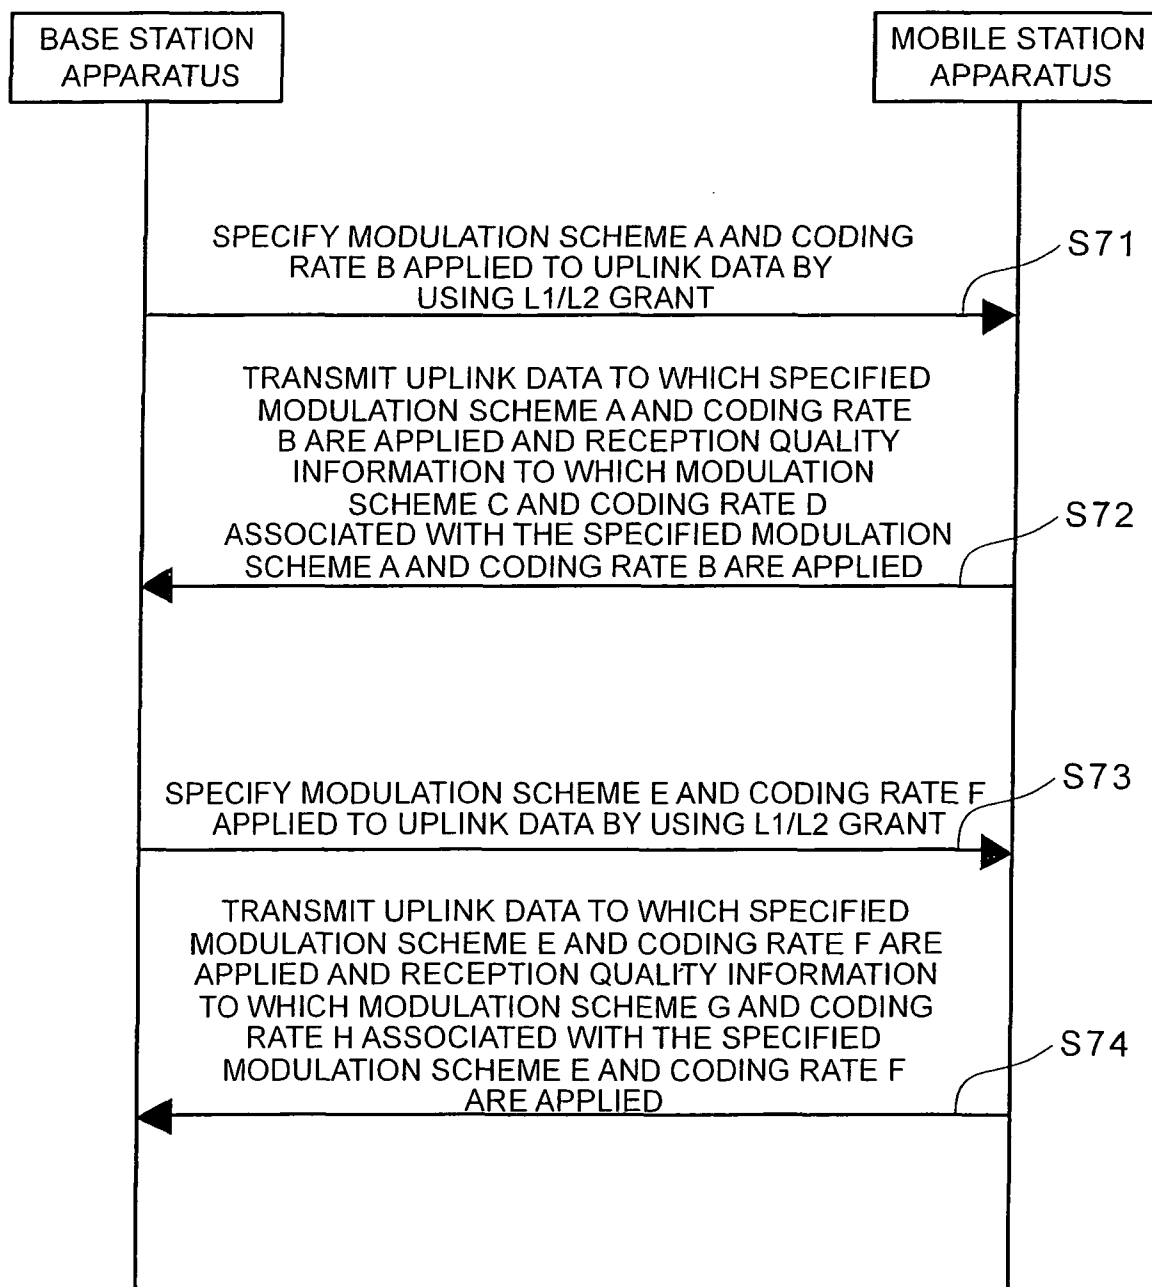 BASE STATION
APPARATUS
MOBILE STATION
APPARATUS
SPECIFY MODULATION SCHEME A AND CODING
RATE B APPLIED TO UPLINK DATA BY
USING L1/L2 GRANT
S71
TRANSMIT UPLINK DATA TO WHICH SPECIFIED
MODULATION SCHEME A AND CODING RATE
B ARE APPLIED AND RECEPTION QUALITY
INFORMATION TO WHICH MODULATION
SCHEME C AND CODING RATE D
ASSOCIATED WITH THE SPECIFIED MODULATION
SCHEME A AND CODING RATE B ARE APPLIED
S72
SPECIFY MODULATION SCHEME E AND CODING RATE F
APPLIED TO UPLINK DATA BY USING L1/L2 GRANT
S73
TRANSMIT UPLINK DATA TO WHICH SPECIFIED
MODULATION SCHEME E AND CODING RATE F ARE
APPLIED AND RECEPTION QUALITY INFORMATION
TO WHICH MODULATION SCHEME G AND CODING
RATE H ASSOCIATED WITH THE SPECIFIED
MODULATION SCHEME E AND CODING RATE F
ARE APPLIED
S74